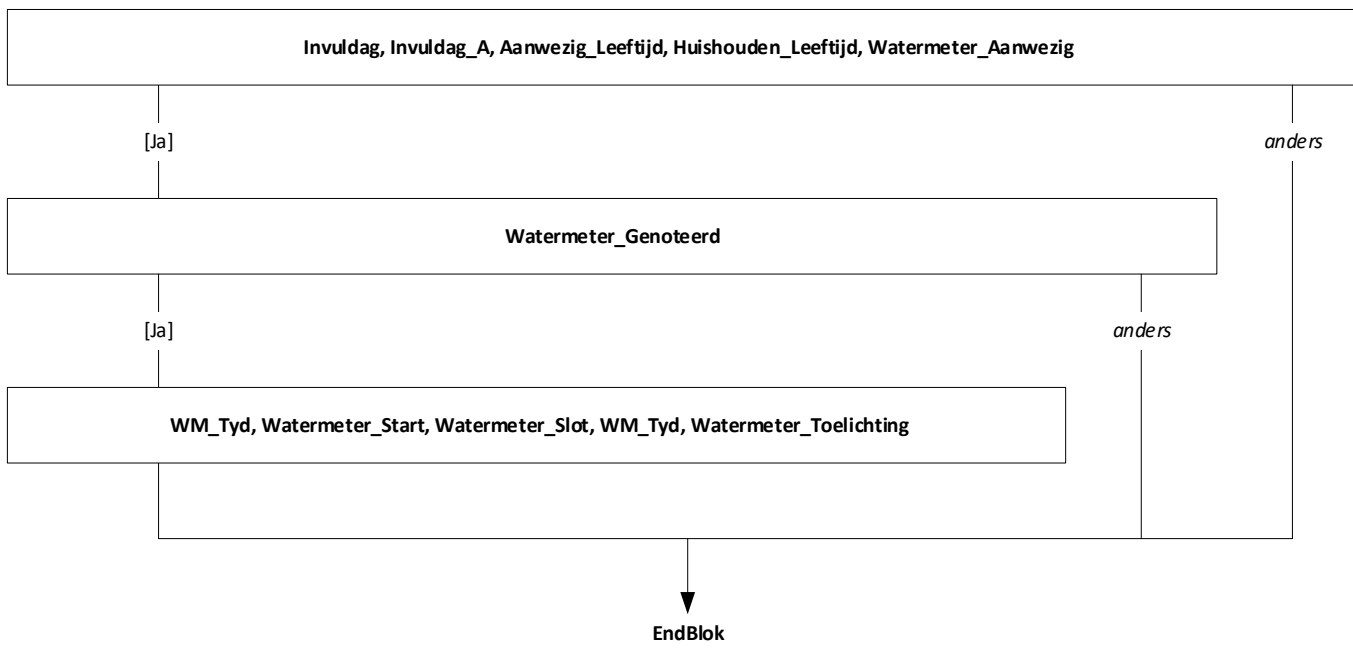 Invuldag, Invuldag_A, Aanwezig_Leeftijd, Huishouden_Leeftijd, Watermeter_Aanwezig
[Ja]
anders
Watermeter_Genoteerd
[Ja]
anders
WM_Tyd, Watermeter_Start, Watermeter_Slot, WM_Tyd, Watermeter_Toelichting
EndBlok